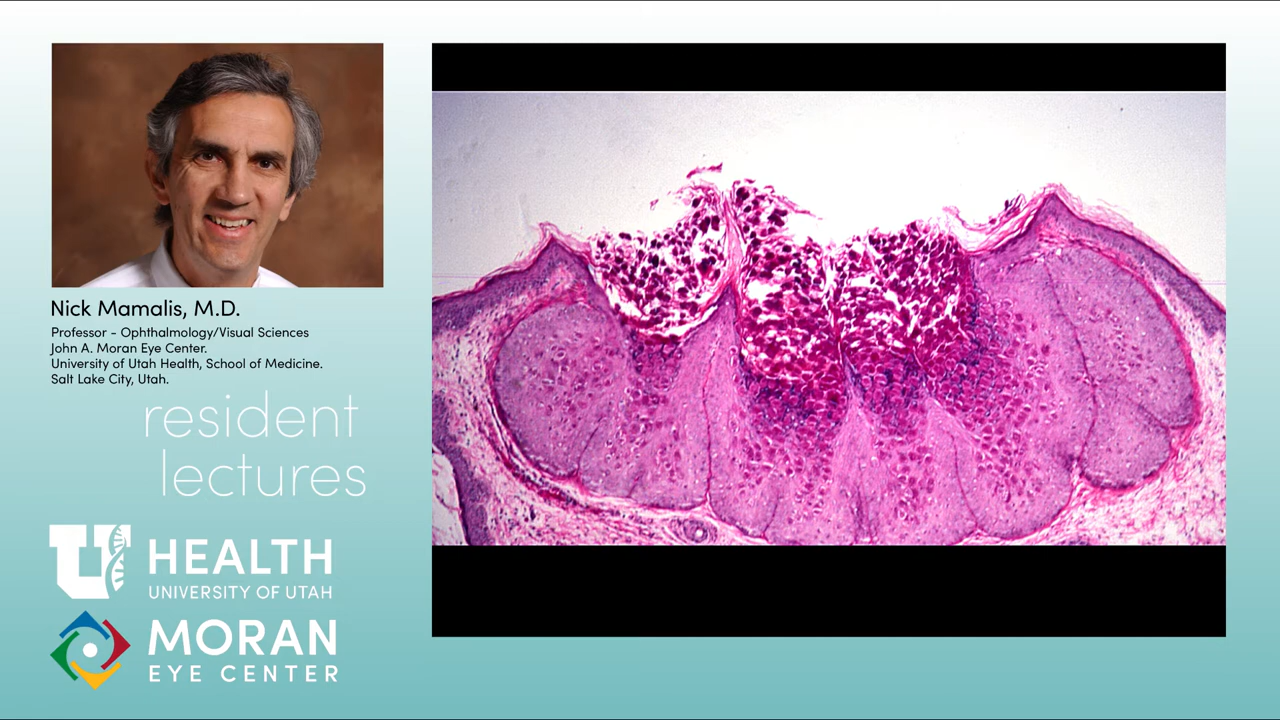 Nick Mamalis, M.D.
Professor - Ophthalmology/Visual Sciences
John A. Moran Eye Center.
University of Utah Health, School of Medicine.
Salt Lake City, Utah.
resident
lectures
U HEALTH
UNIVERSITY OF UTAH
MORAN
EYE CENTER